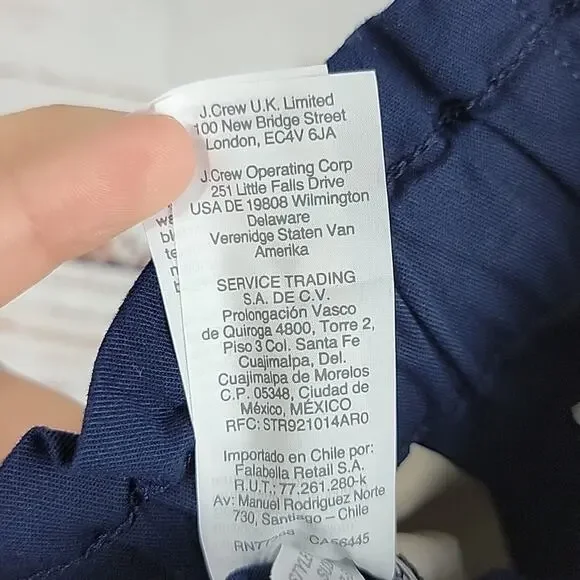 J.Crew U.K. Limited
100 New Bridge Street
London, EC4V 6JA
J.Crew Operating Corp
251 Little Falls Drive
USA DE 19808 Wilmington
Delaware
Verenidge Staten Van
Amerika
SERVICE TRADING
S.A. DE C.V.
Prolongación Vasco
de Quiroga 4800, Torre 2,
Piso 3 Col. Santa Fe
Cuajimalpa, Del.
Cuajimalpa de Morelos
C.P. 05348, Ciudad de
México, MÉXICO
RFC: STR921014AR0
Importado en Chile por:
Falabella Retail S.A.
R.U.T.: 77.261.280-k
Av: Manuel Rodriguez Norte
730, Santiago – Chile
CA56445
STYLE